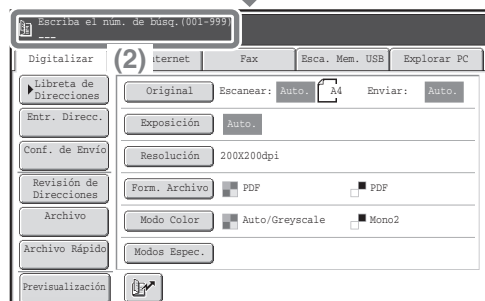 Escriba el núm. de búsq.(001-999)
---
Digitalizar
(2)
ternet
Fax
Esca. Mem. USB
Explorar PC
Libreta de
Direcciones
Original
Escanear:
Auto.
A4
Enviar:
Auto.
Entr. Direcc.
Exposición
Auto.
Conf. de Envío
Resolución
200X200dpi
Revisión de
Direcciones
Form. Archivo
PDF
PDF
Archivo
Modo Color
Auto/Greyscale
Mono2
Archivo Rápido
Modos Espec.
Previsualización